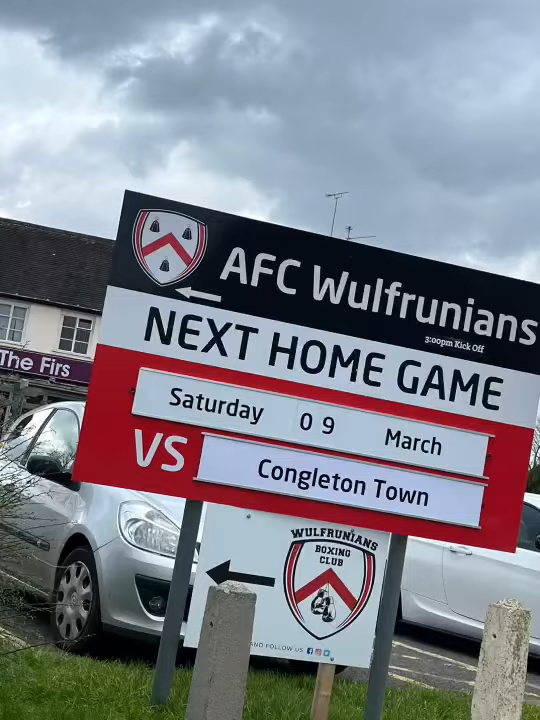 AFC Wulfrunians
3:00pm Kick Off
NEXT HOME GAME
Saturday 09 March
VS Congleton Town
The Firs
WULFRUNIANS
BOXING
CLUB
AND FOLLOW US